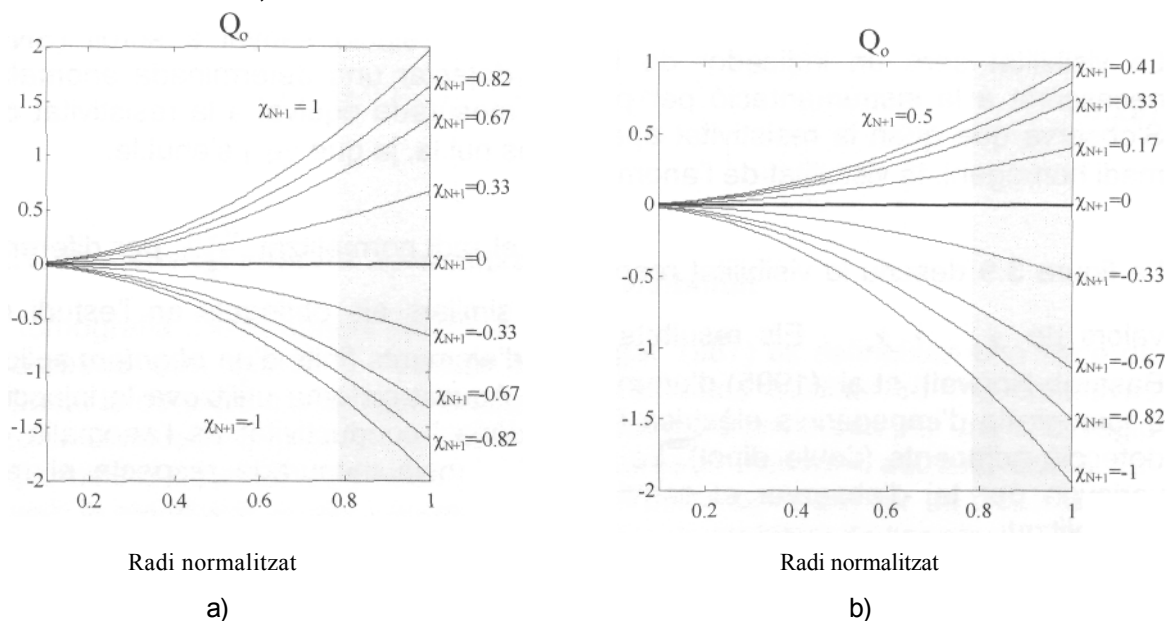 Q₀
2
1.5
1
0.5
0
-0.5
-1
-1.5
-2
χN+1 = 1
χN+1=0.82
χN+1=0.67
χN+1=0.33
χN+1=0
χN+1=-0.33
χN+1=-0.67
χN+1=-0.82
χN+1=-1
0.2 0.4 0.6 0.8 1
Radi normalitzat
a)
Q₀
1
0.5
0
-0.5
-1
-1.5
-2
χN+1=0.5
χN+1=0.41
χN+1=0.33
χN+1=0.17
χN+1=0
χN+1=-0.33
χN+1=-0.67
χN+1=-0.82
χN+1=-1
0.2 0.4 0.6 0.8 1
Radi normalitzat
b)